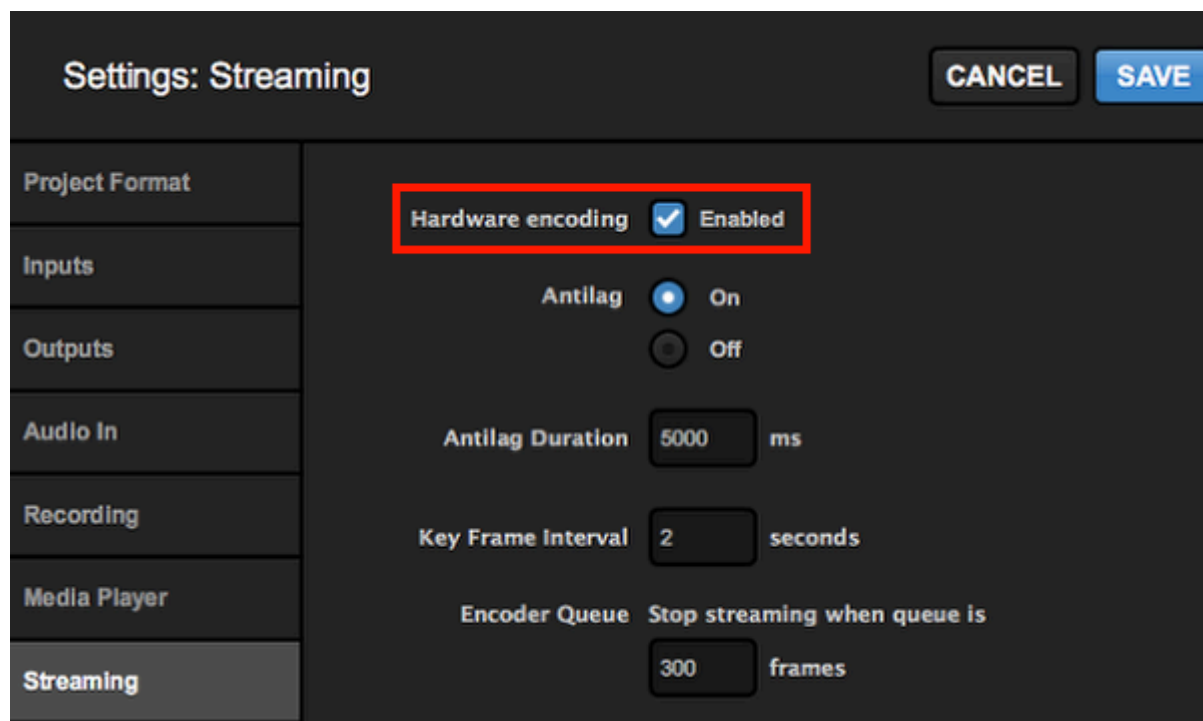 Settings: Streaming
CANCEL
SAVE
Project Format
Inputs
Outputs
Audio In
Recording
Media Player
Streaming
Hardware encoding Enabled
Antilag On
Off
Antilag Duration 5000 ms
Key Frame Interval 2 seconds
Encoder Queue Stop streaming when queue is
300 frames